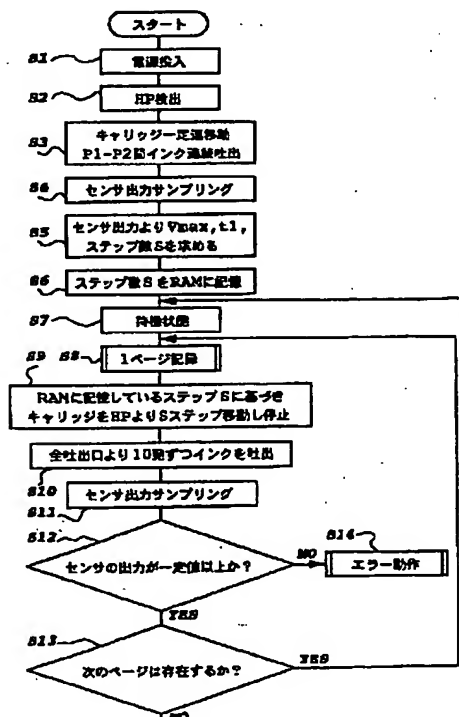 スタート
S1
電源投入
S2
HP検出
S3
キャリッジ一定速移動
P1-P2間インク連続吐出
S4
センサ出力サンプリング
S5
センサ出力よりVmax,t1,
ステップ数Sを求める
S6
ステップ数SをRAMに記憶
S7
待機状態
S9
S8
1ページ記録
RAMに記憶しているステップSに基づき
キャリッジをHPよりSステップ移動し停止
全吐出口より10発ずつインクを吐出
S10
センサ出力サンプリング
S11
S12
センサの出力が一定値以上か?
NO
S14
エラー動作
YES
S13
次のページは存在するか?
YES
NO